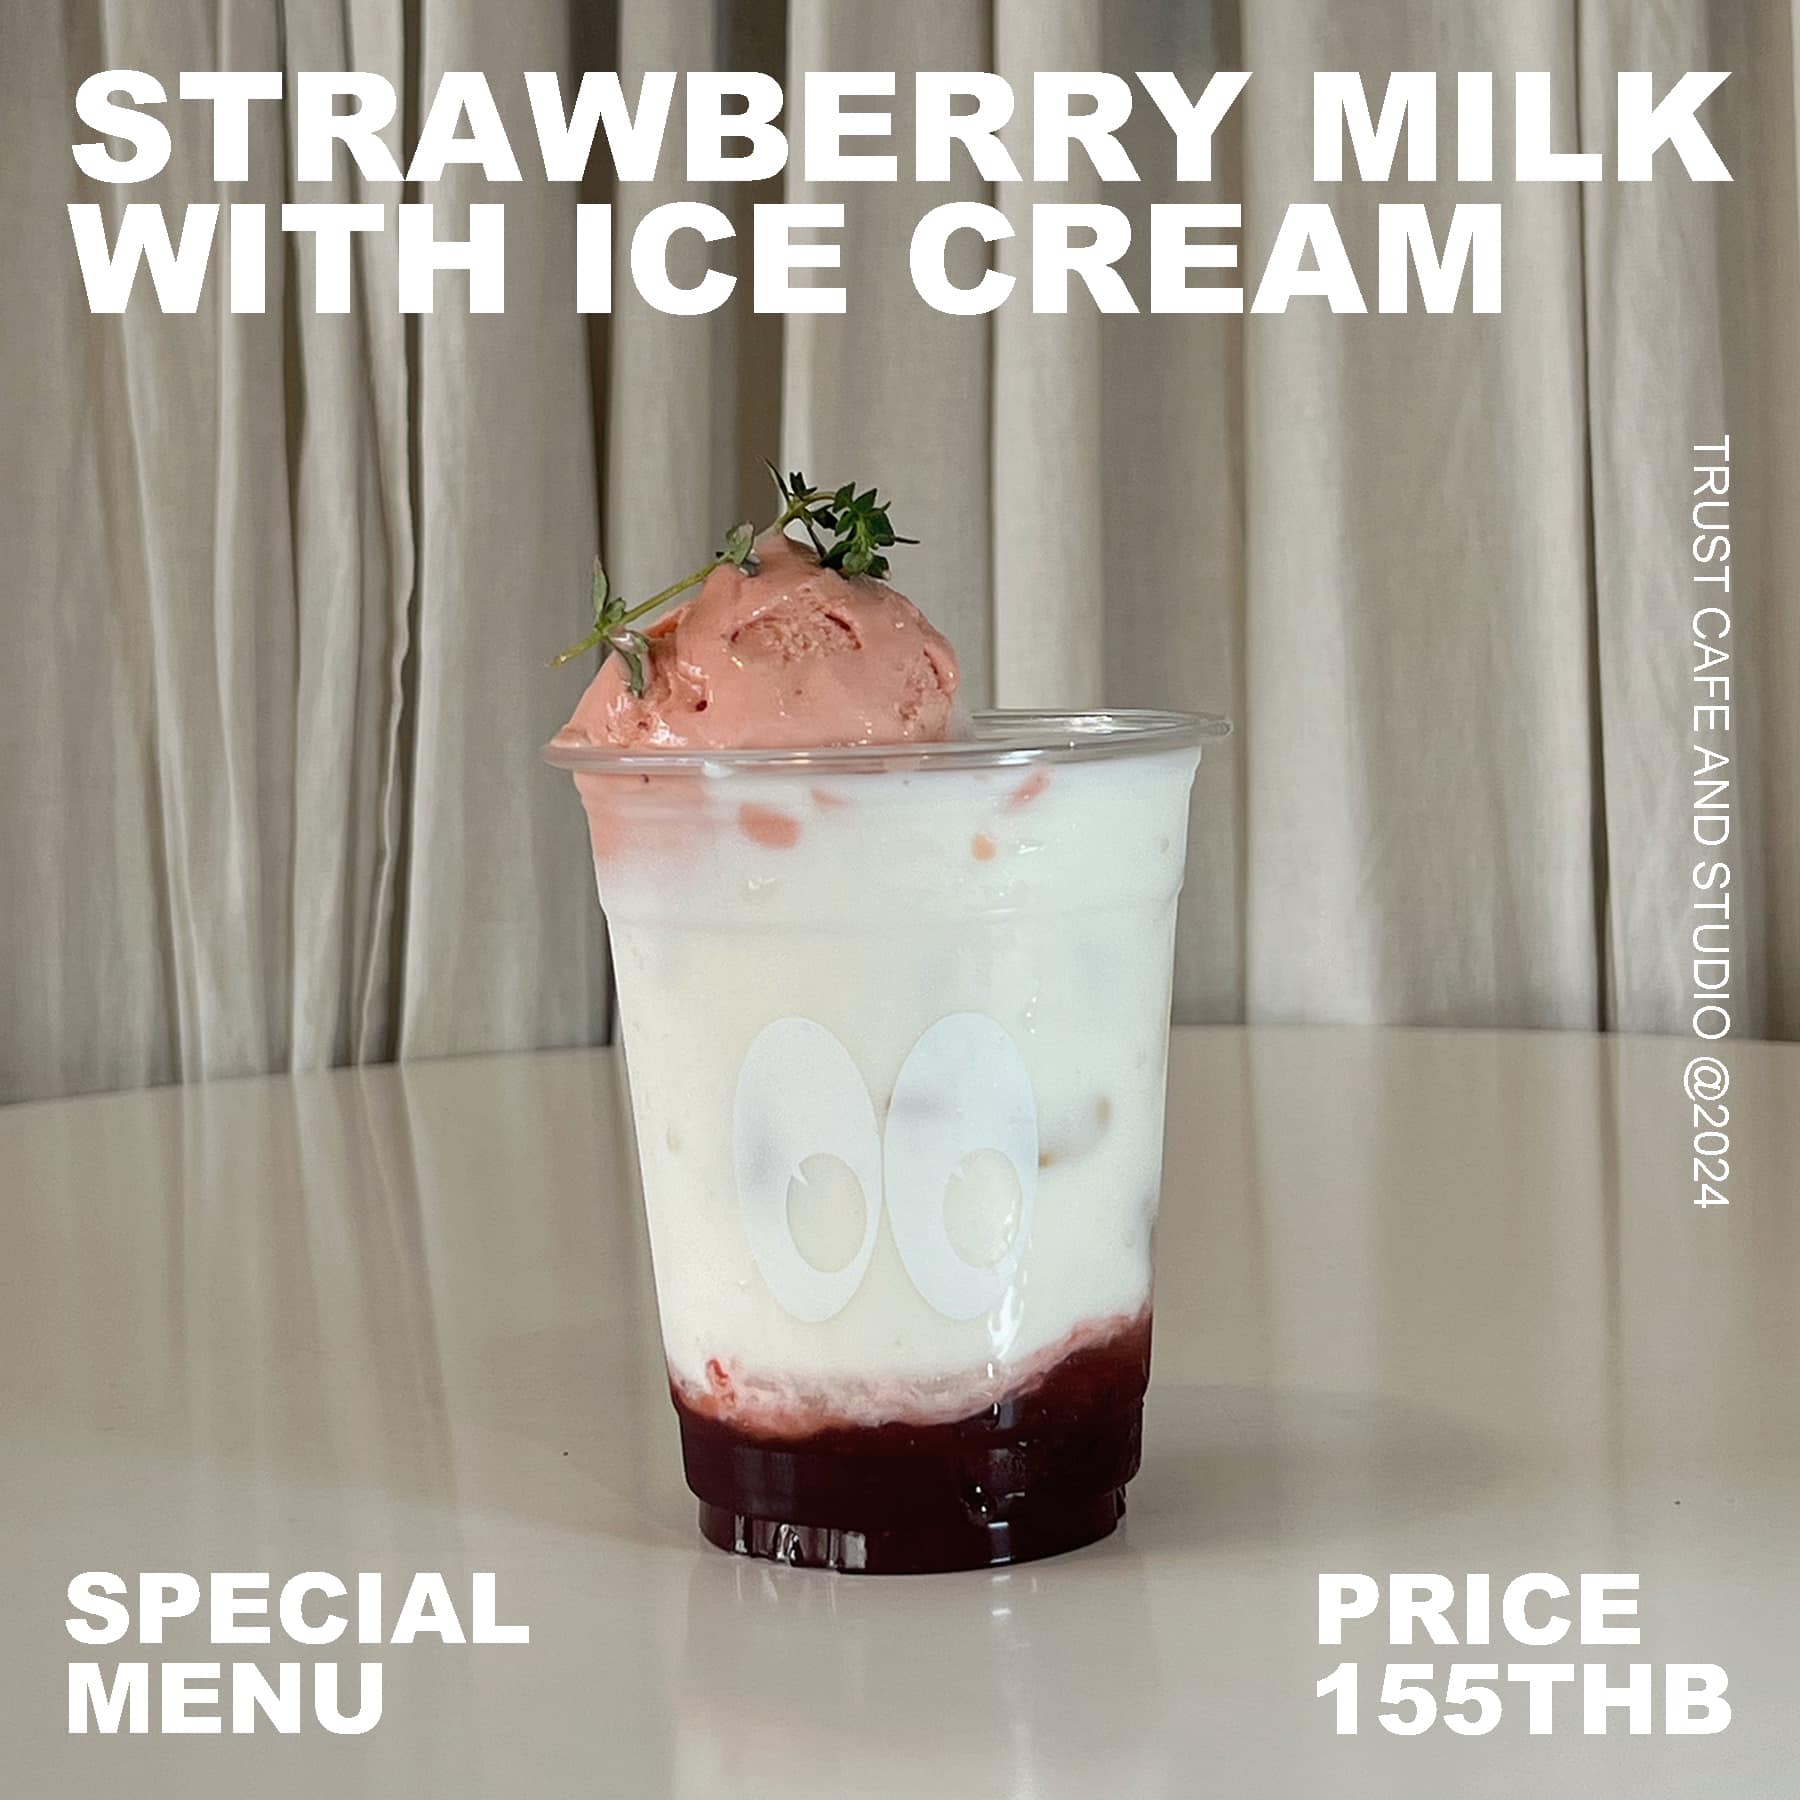 STRAWBERRY MILK
WITH ICE CREAM
TRUST CAFE AND STUDIO @2024
SPECIAL
MENU
PRICE
155THB